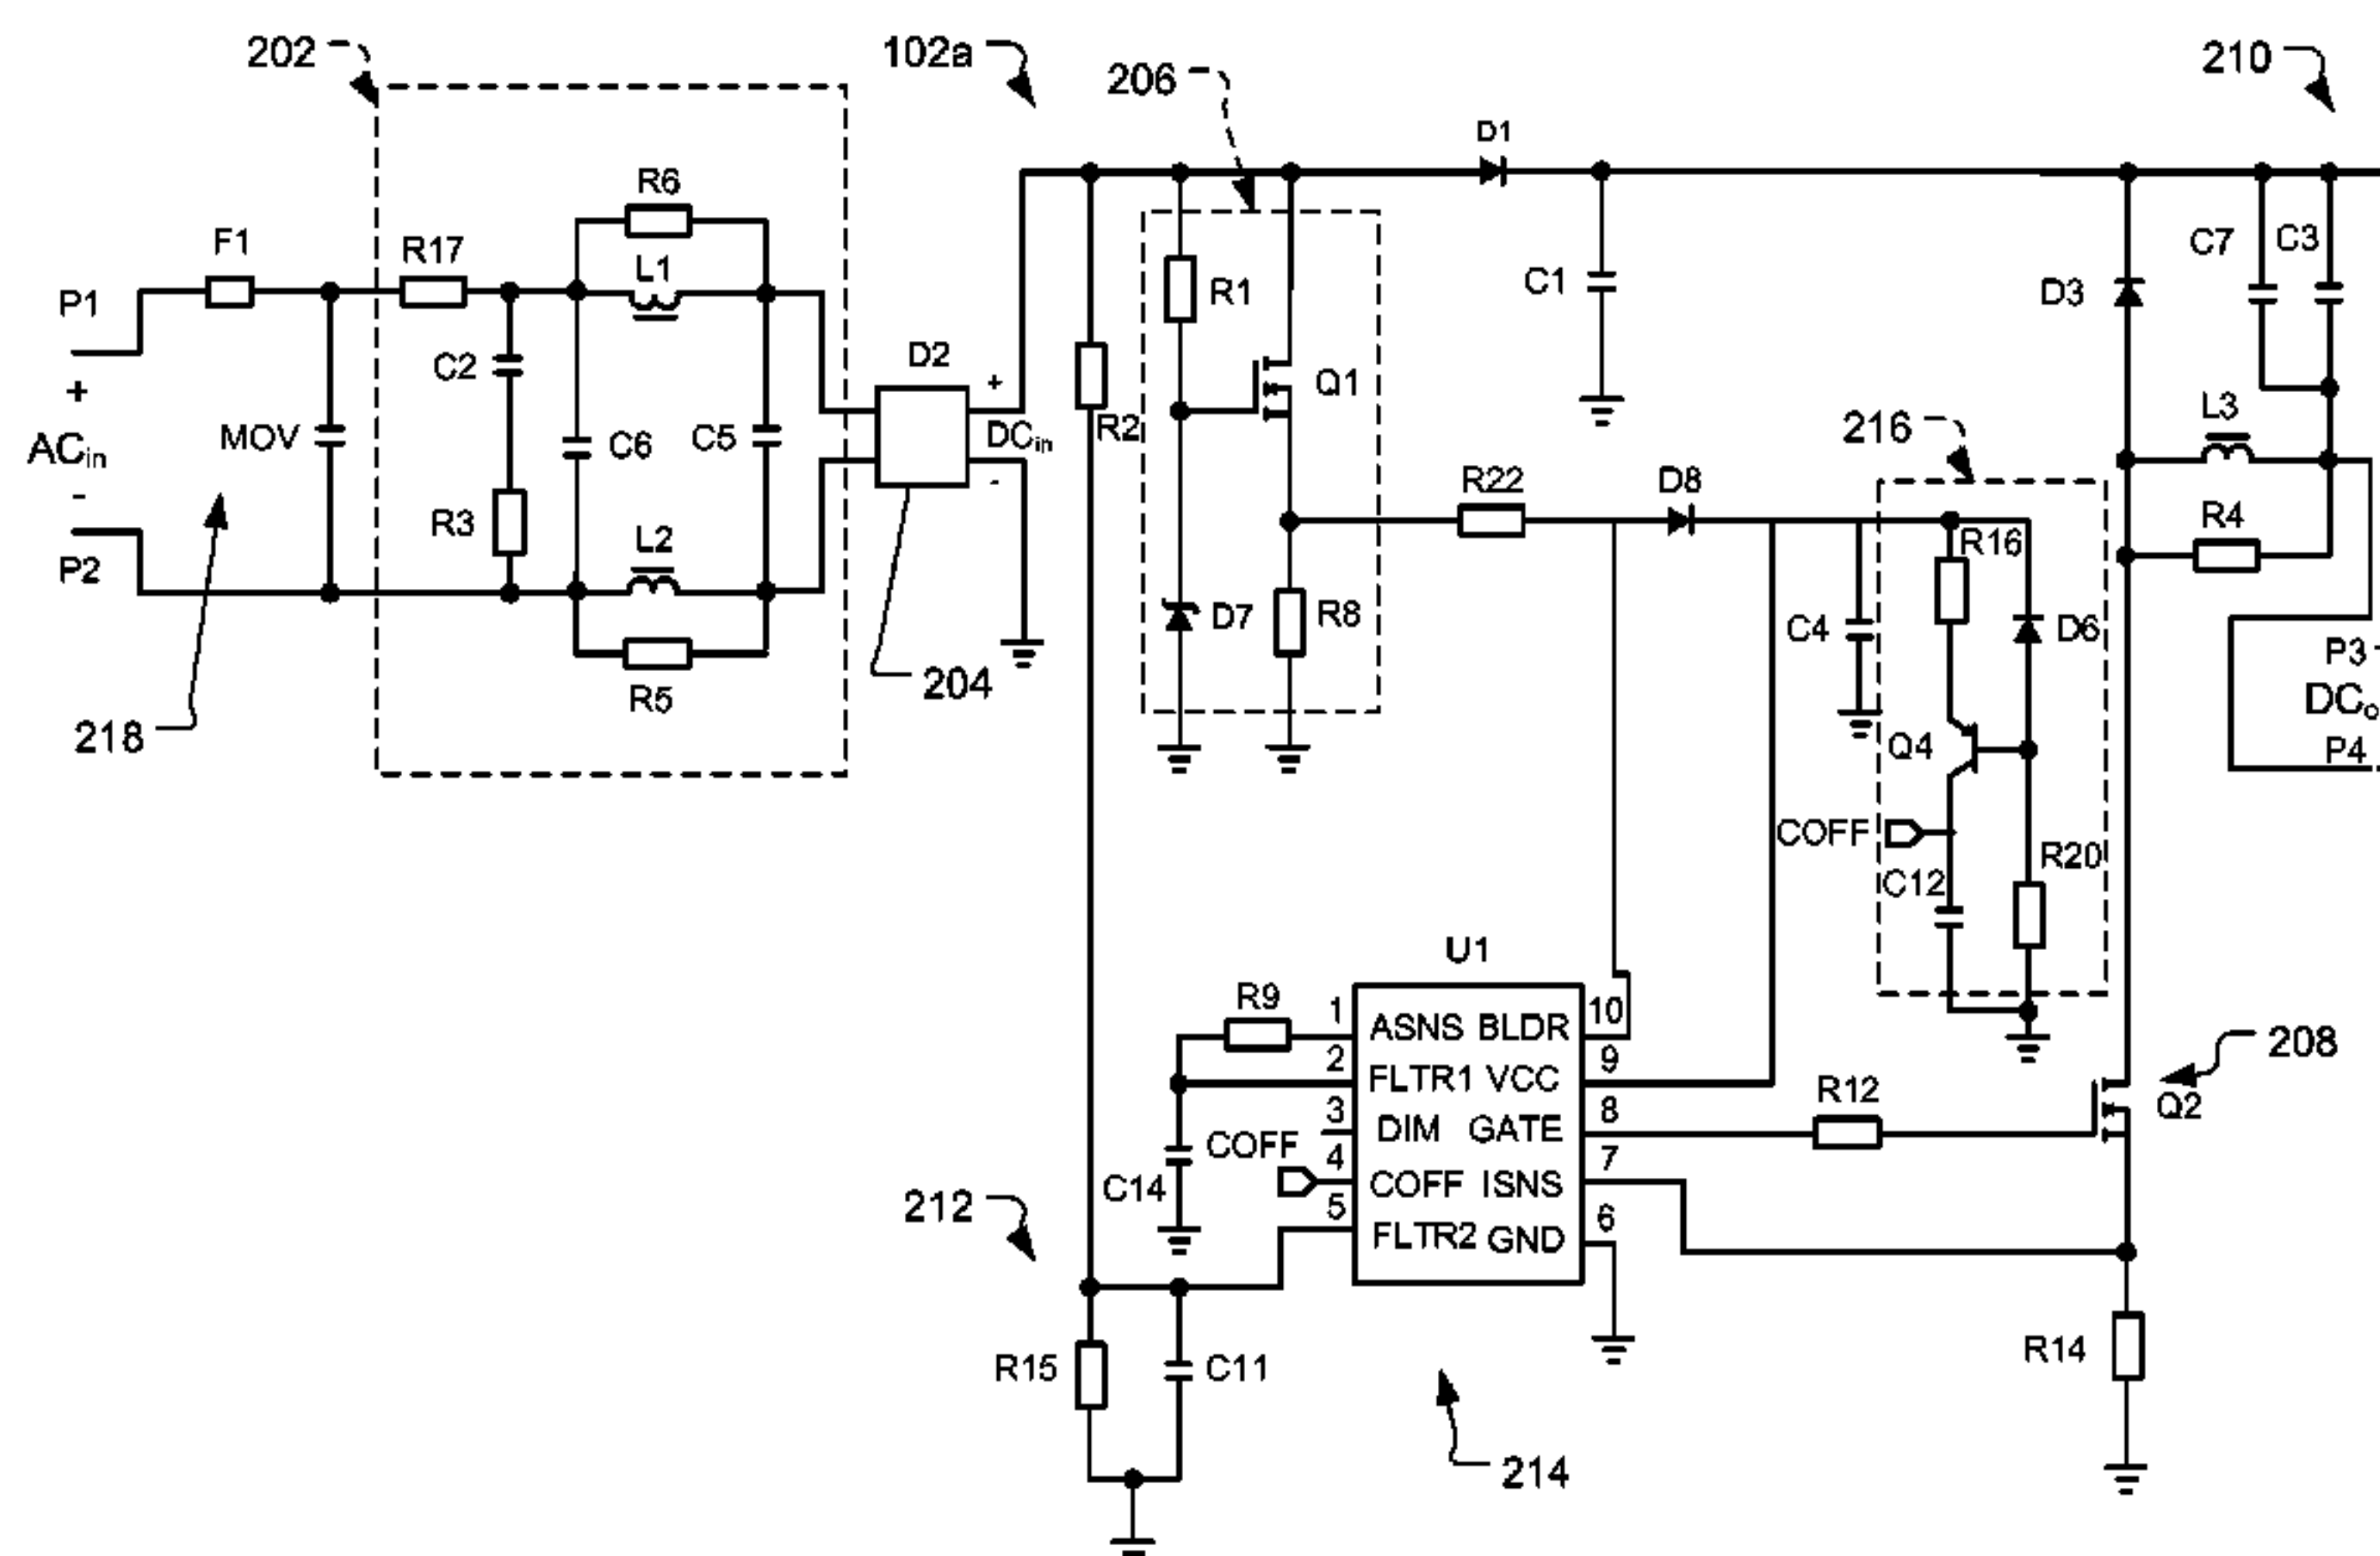 202
102a
206
210
D1
R6
F1
R17
L1
P1
C2
D2
+
R1
C1
D3
C7
C3
+
ACin
-
MOV
C6
C5
DCin
-
R2
Q1
216
L3
R22
D8
R3
L2
R16
R4
P2
D7
R8
C4
D6
P3
R5
204
DCo
218
Q4
P4
COFF
R20
C12
U1
R9
1
ASNS
BLDR
10
2
FLTR1
VCC
9
3
DIM
GATE
8
COFF
4
COFF
ISNS
7
5
FLTR2
GND
6
R12
208
Q2
C14
212
R15
C11
R14
214